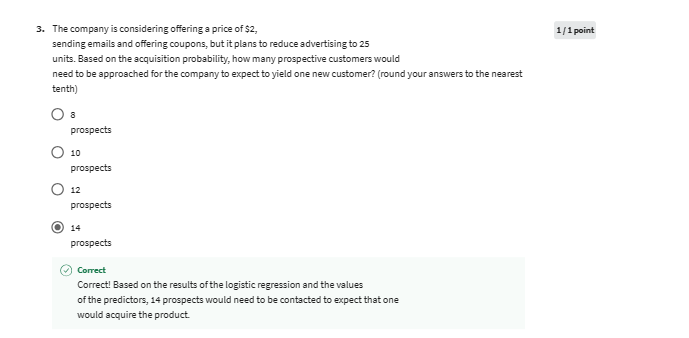 3. The company is considering offering a price of $2,
1 / 1 point
sending emails and offering coupons, but it plans to reduce advertising to 25
units. Based on the acquisition probability, how many prospective customers would
need to be approached for the company to expect to yield one new customer? (round your answers to the nearest
tenth)
8
prospects
10
prospects
12
prospects
14
prospects
Correct
Correct! Based on the results of the logistic regression and the values
of the predictors, 14 prospects would need to be contacted to expect that one
would acquire the product.